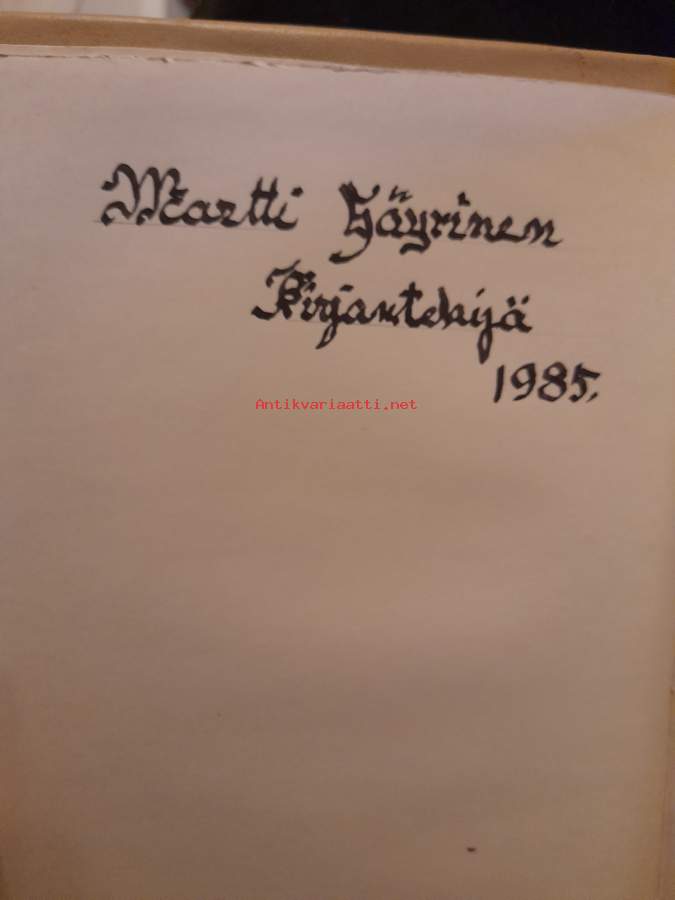 Martti Häyrinen
Kirjantekijä
1985.
Antikvariaatti.net